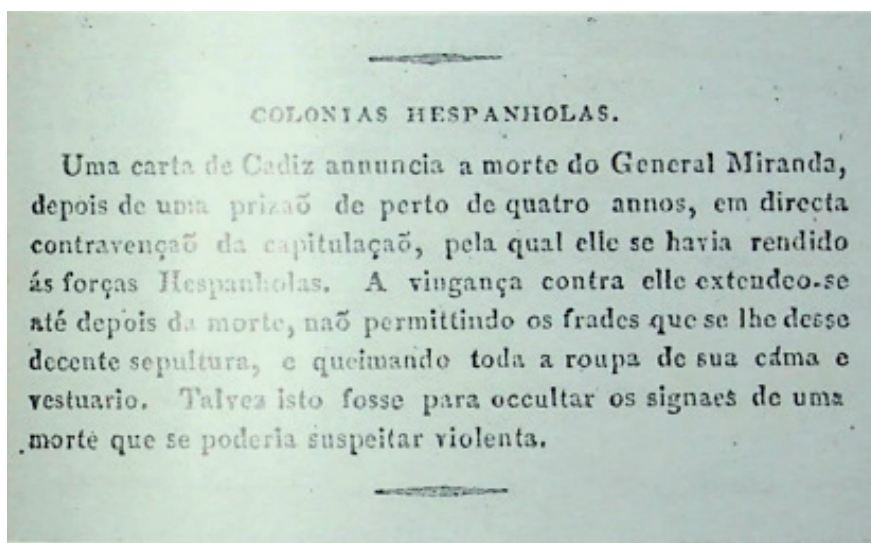 COLONIAS HESPANHOLAS.
Uma carta de Cadiz annuncia a morte do General Miranda,
depois de uma prizaõ de perto de quatro annos, em directa
contravençaõ da capitulaçaõ, pela qual elle se havia rendido
ás forças Hespanholas. A vingança contra elle extendeo-se
até depois da morte, naõ permittindo os frades que se lhe desse
decente sepultura, e queimando toda a roupa de sua cáma e
vestuario. Talvez isto fosse para occultar os signaes de uma
morte que se poderia suspeitar violenta.